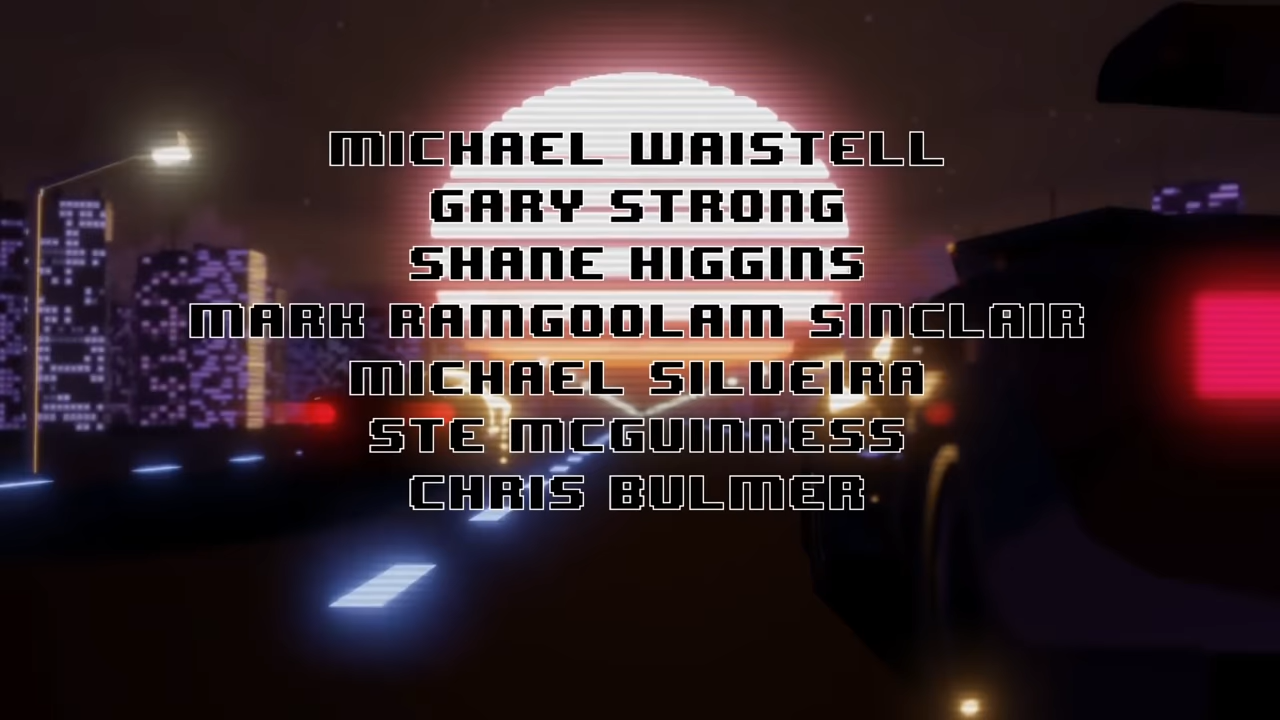 MICHAEL WAISTELL
GARY STRONG
SHANE HIGGINS
MARK RAMGOOLAM SINCLAIR
MICHAEL SILVEIRA
STE MCGUINNESS
CHRIS BULMER